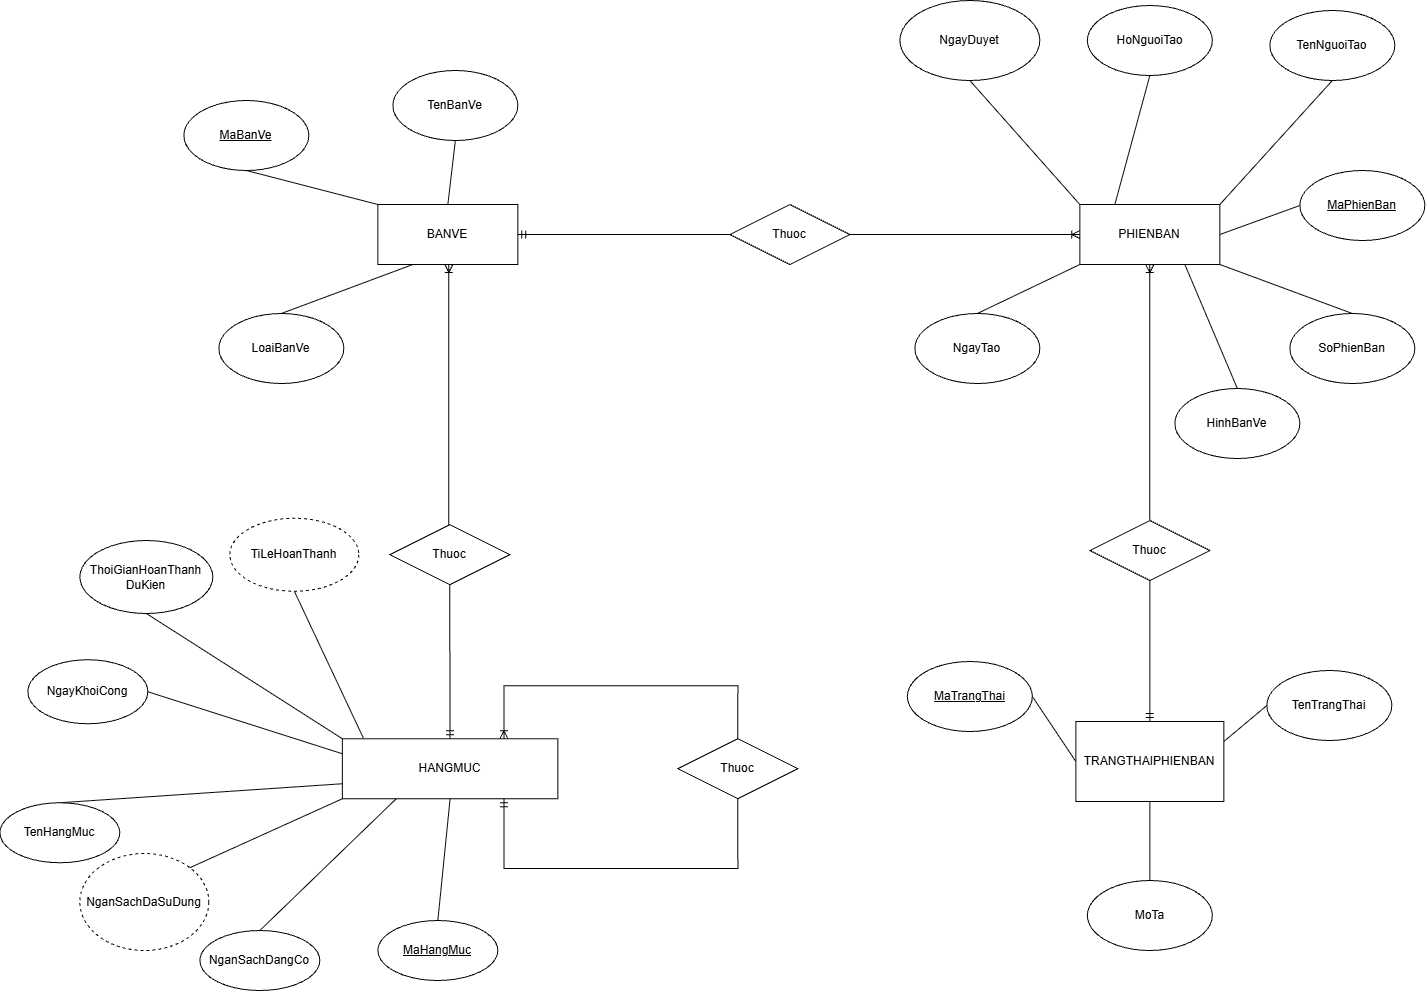 NgayDuyet
HoNguoiTao
TenNguoiTao
TenBanVe
MaBanVe
MaPhienBan
BANVE
Thuoc
PHIENBAN
LoaiBanVe
NgayTao
SoPhienBan
HinhBanVe
TiLeHoanThanh
Thuoc
Thuoc
ThoiGianHoanThanh
DuKien
NgayKhoiCong
MaTrangThai
TenTrangThai
HANGMUC
Thuoc
TRANGTHAIPHIENBAN
TenHangMuc
NganSachDaSuDung
MoTa
NganSachDangCo
MaHangMuc